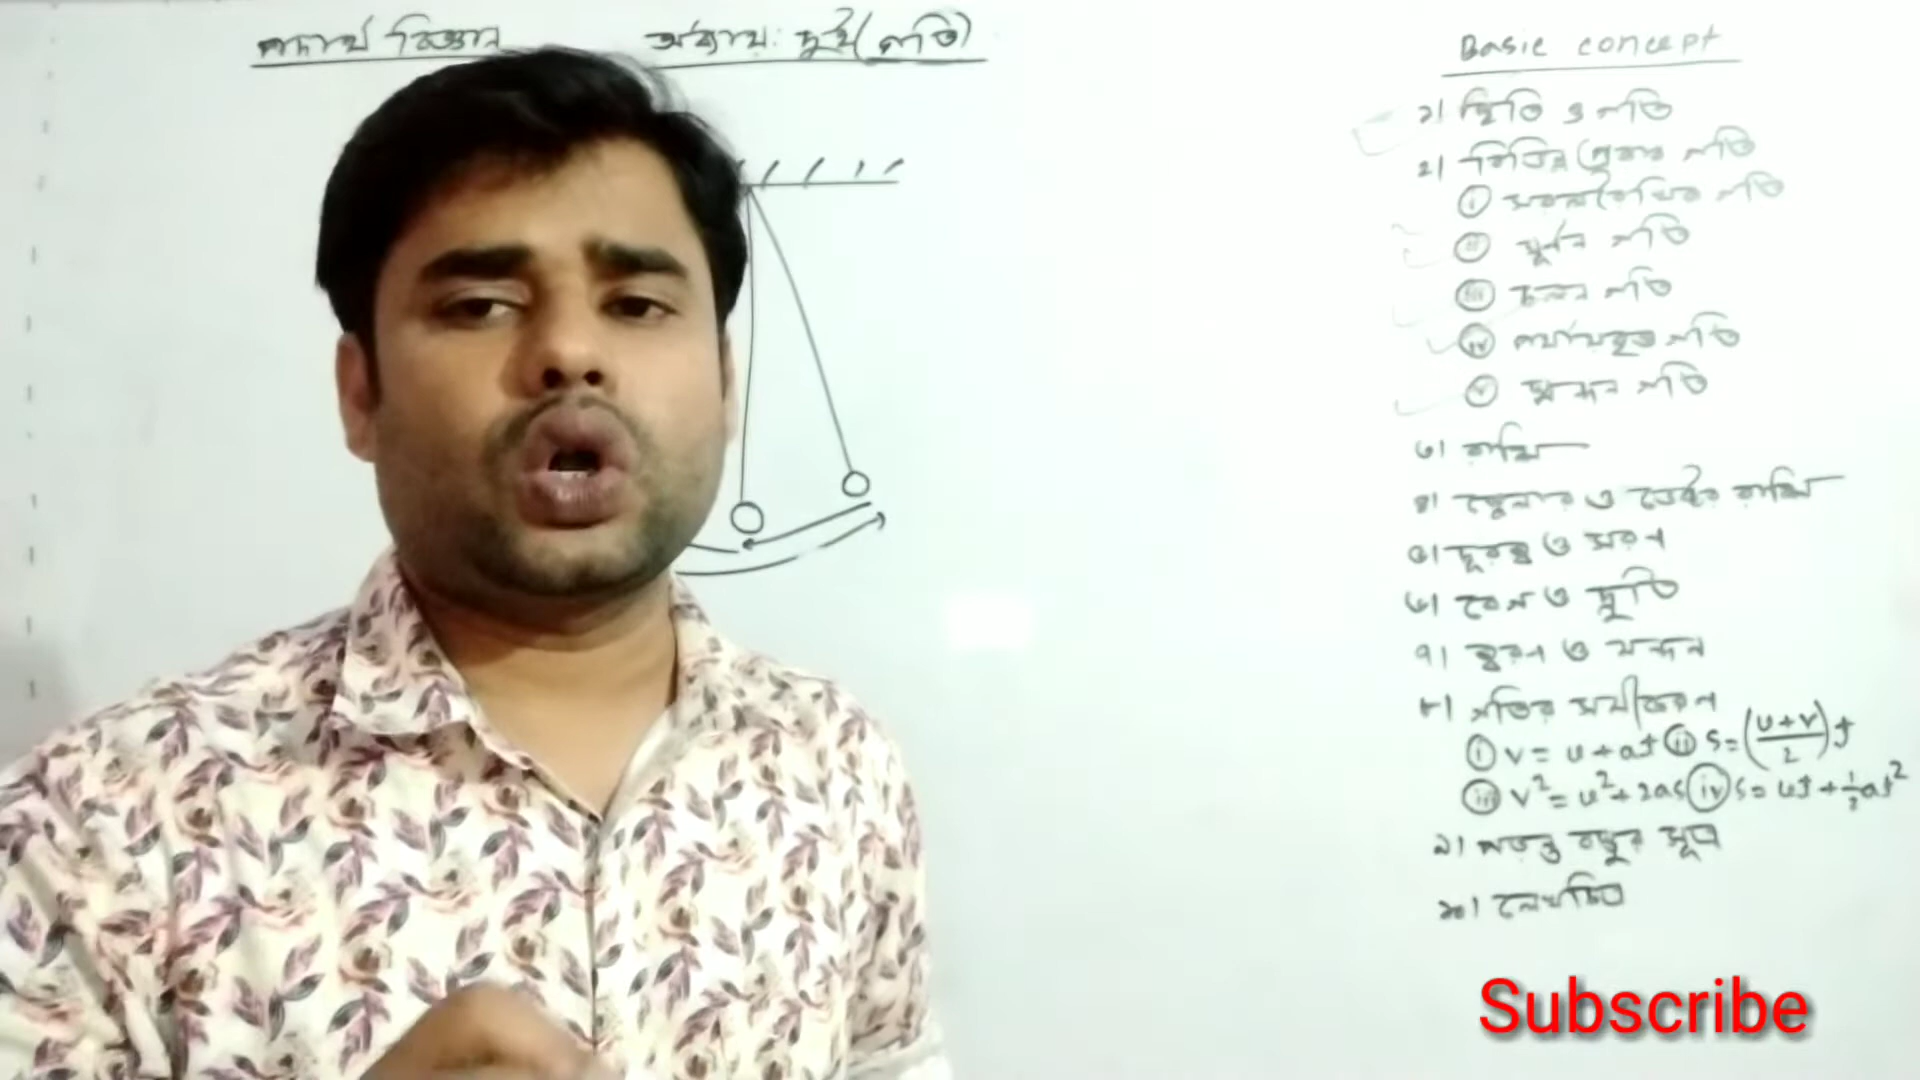 পদার্থ বিজ্ঞান অধ্যায়: দুই (গতি)
Basic concept
১। স্থিতি ও গতি
২। বিভিন্ন প্রকার গতি
i সরলরৈখিক গতি
ii ঘূর্ণন গতি
iii চলন গতি
iv পর্যায়বৃত্ত গতি
v স্পন্দন গতি
৩। রাশি
৪। স্কেলার ও ভেক্টর রাশি
৫। দূরত্ব ও সরণ
৬। বেগ ও দ্রুতি
৭। ত্বরণ ও মন্দন
৮। গতির সমীকরণ
i v = u + at ii s = (u+v/2)t
iii v² = u² + 2as iv s = ut + ½at²
৯। পড়ন্ত বস্তুর সূত্র
১০। লেখচিত্র
Subscribe